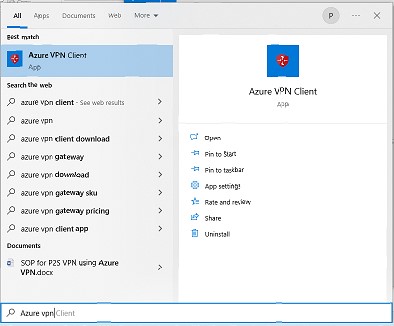 All Apps Documents Web More P
Best match
Azure VPN Client
App
Search the web
azure vpn client - See web results
azure vpn
azure vpn client download
azure vpn gateway
azure vpn download
azure vpn gateway sku
azure vpn gateway pricing
azure vpn client app
Documents
SOP for P2S VPN using Azure
VPN.docx
Azure VPN Client
App
Open
Pin to Start
Pin to taskbar
App settings
Rate and review
Share
Uninstall
Azure vpn Client